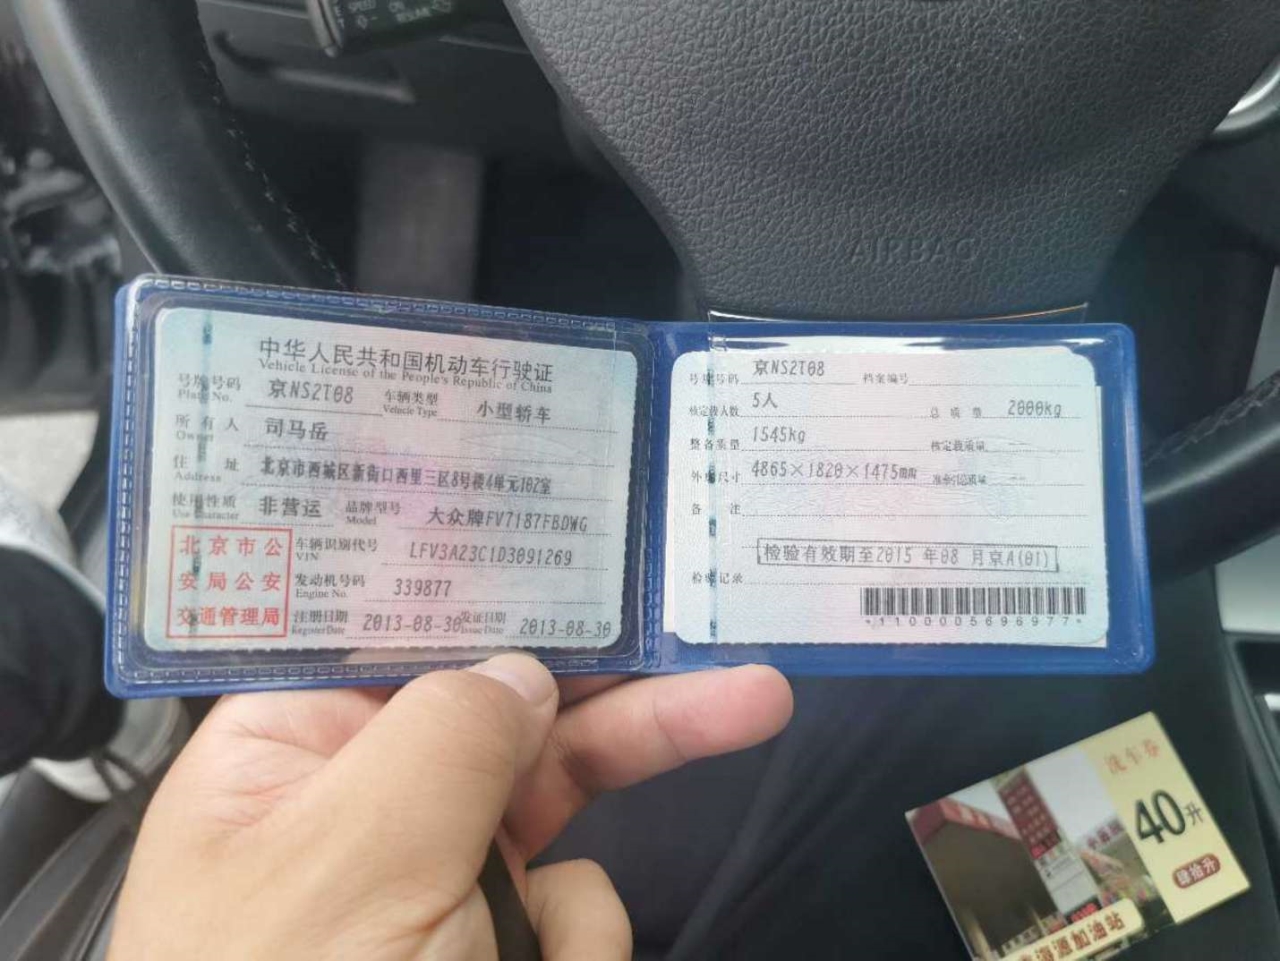 AIRBAG
中华人民共和国机动车行驶证
Vehicle License of the People's Republic of China
号牌号码 京NS2T08 车辆类型 小型轿车
Plate No. Vehicle Type
所有人 司马岳
Owner
住址 北京市西城区新街口西里三区8号楼4单元102室
Address
使用性质 非营运 品牌型号 大众牌FV7187FBDWG
Use Character Model
北京市公
安局公安
交通管理局
车辆识别代号 LFV3A23C1D3091269
VIN
发动机号码 339877
Engine No.
注册日期 2013-08-30 发证日期 2013-08-30
Register Date Issue Date
号牌号码 京NS2T08 档案编号
核定载人数 5人 总质量 2000kg
整备质量 1545kg 核定载质量 --
外廓尺寸 4865×1820×1475mm 准牵引总质量 --
备注
检验有效期至2015 年08 月京A(01)
检验记录
*1100005696977*
洗车券
40升
肆拾升
海源加油站